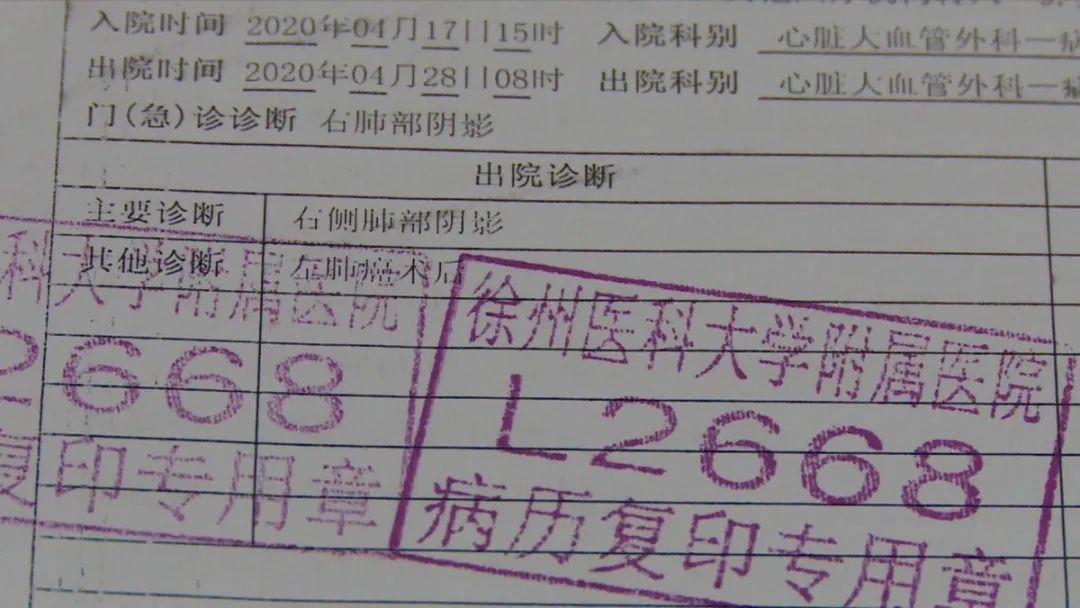 入院时间 2020年04月17日15时 入院科别 心脏大血管外科一病
出院时间 2020年04月28日08时 出院科别 心脏大血管外科一病
门(急)诊诊断 右肺部阴影
出院诊断
主要诊断 右侧肺部阴影
其他诊断 左肺癌术后
科大学附属医院
2668
复印专用章
徐州医科大学附属医院
L2668
病历复印专用章